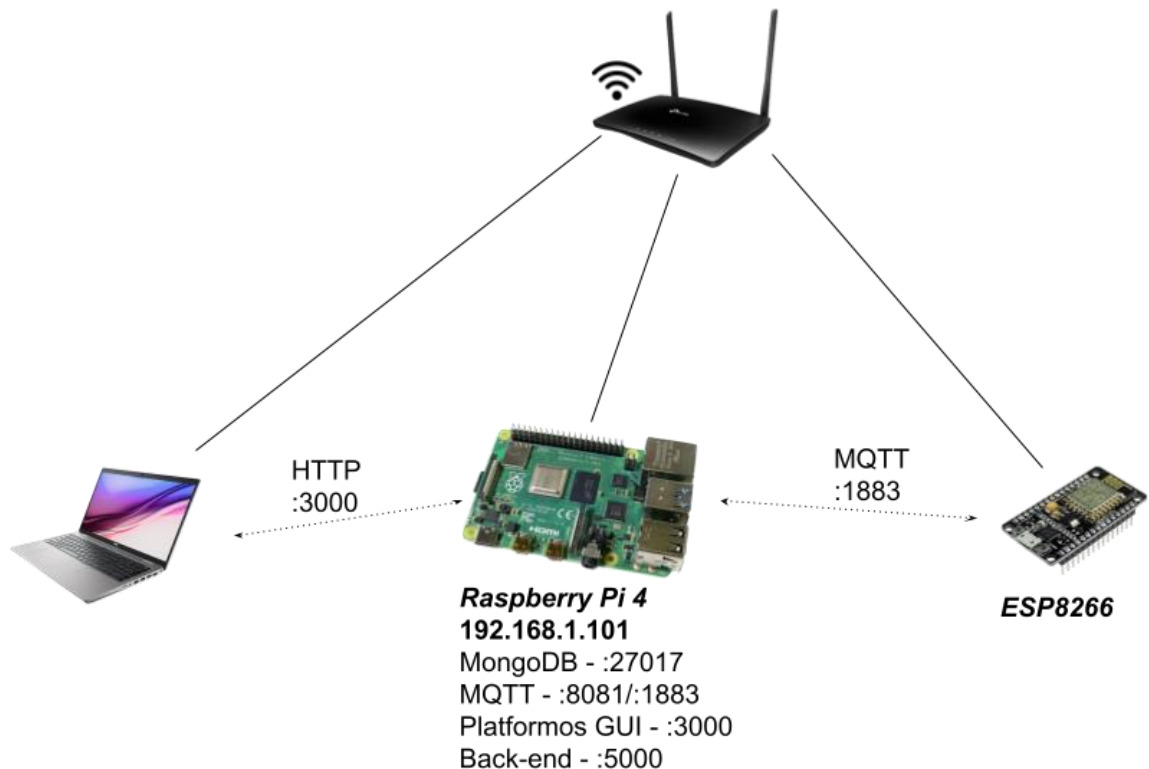 HTTP
:3000
MQTT
:1883
Raspberry Pi 4
192.168.1.101
MongoDB - :27017
MQTT - :8081/:1883
Platformos GUI - :3000
Back-end - :5000
ESP8266
HDMI